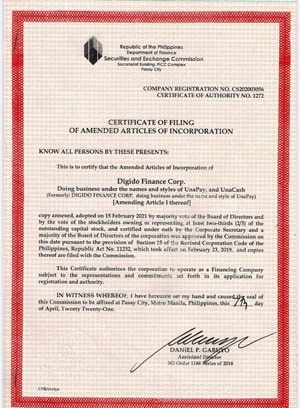 Republic of the Philippines
Department of Finance
Securities and Exchange Commission
Secretariat Building, PICC Complex
Pasay City
COMPANY REGISTRATION NO. CS202003056
CERTIFICATE OF AUTHORITY NO. 1272
CERTIFICATE OF FILING
OF AMENDED ARTICLES OF INCORPORATION
KNOW ALL PERSONS BY THESE PRESENTS:
This is to certify that the Amended Articles of Incorporation of
Digido Finance Corp.
Doing business under the names and styles of UnaPay, and UnaCash
(Formerly: DIGIDO FINANCE CORP. doing business under the name and style of UnaPay)
[Amending Article I thereof]
copy annexed, adopted on 15 February 2021 by majority vote of the Board of Directors and
by the vote of the stockholders owning or representing, at least two-thirds (2/3) of the
outstanding capital stock, and certified under oath by the Corporate Secretary and a
majority of the Board of Directors of the corporation was approved by the Commission on
this date pursuant to the provision of Section 15 of the Revised Corporation Code of the
Philippines, Republic Act No. 11232, which took effect on February 23, 2019, and copies
thereof are filed with the Commission.
This Certificate authorizes the corporation to operate as a Financing Company
subject to the representations and commitments set forth in its application for
registration and authority.
IN WITNESS WHEREOF, I have hereunto set my hand and caused the seal of
this Commission to be affixed at Pasay City, Metro Manila, Philippines, this day
of April, Twenty Twenty-One.
DANIEL P. GABUYO
Assistant Director
SO Order 1188 Series of 2018